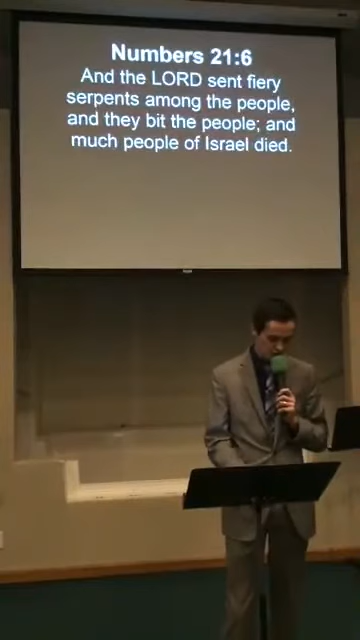 Numbers 21:6
And the LORD sent fiery
serpents among the people,
and they bit the people; and
much people of Israel died.